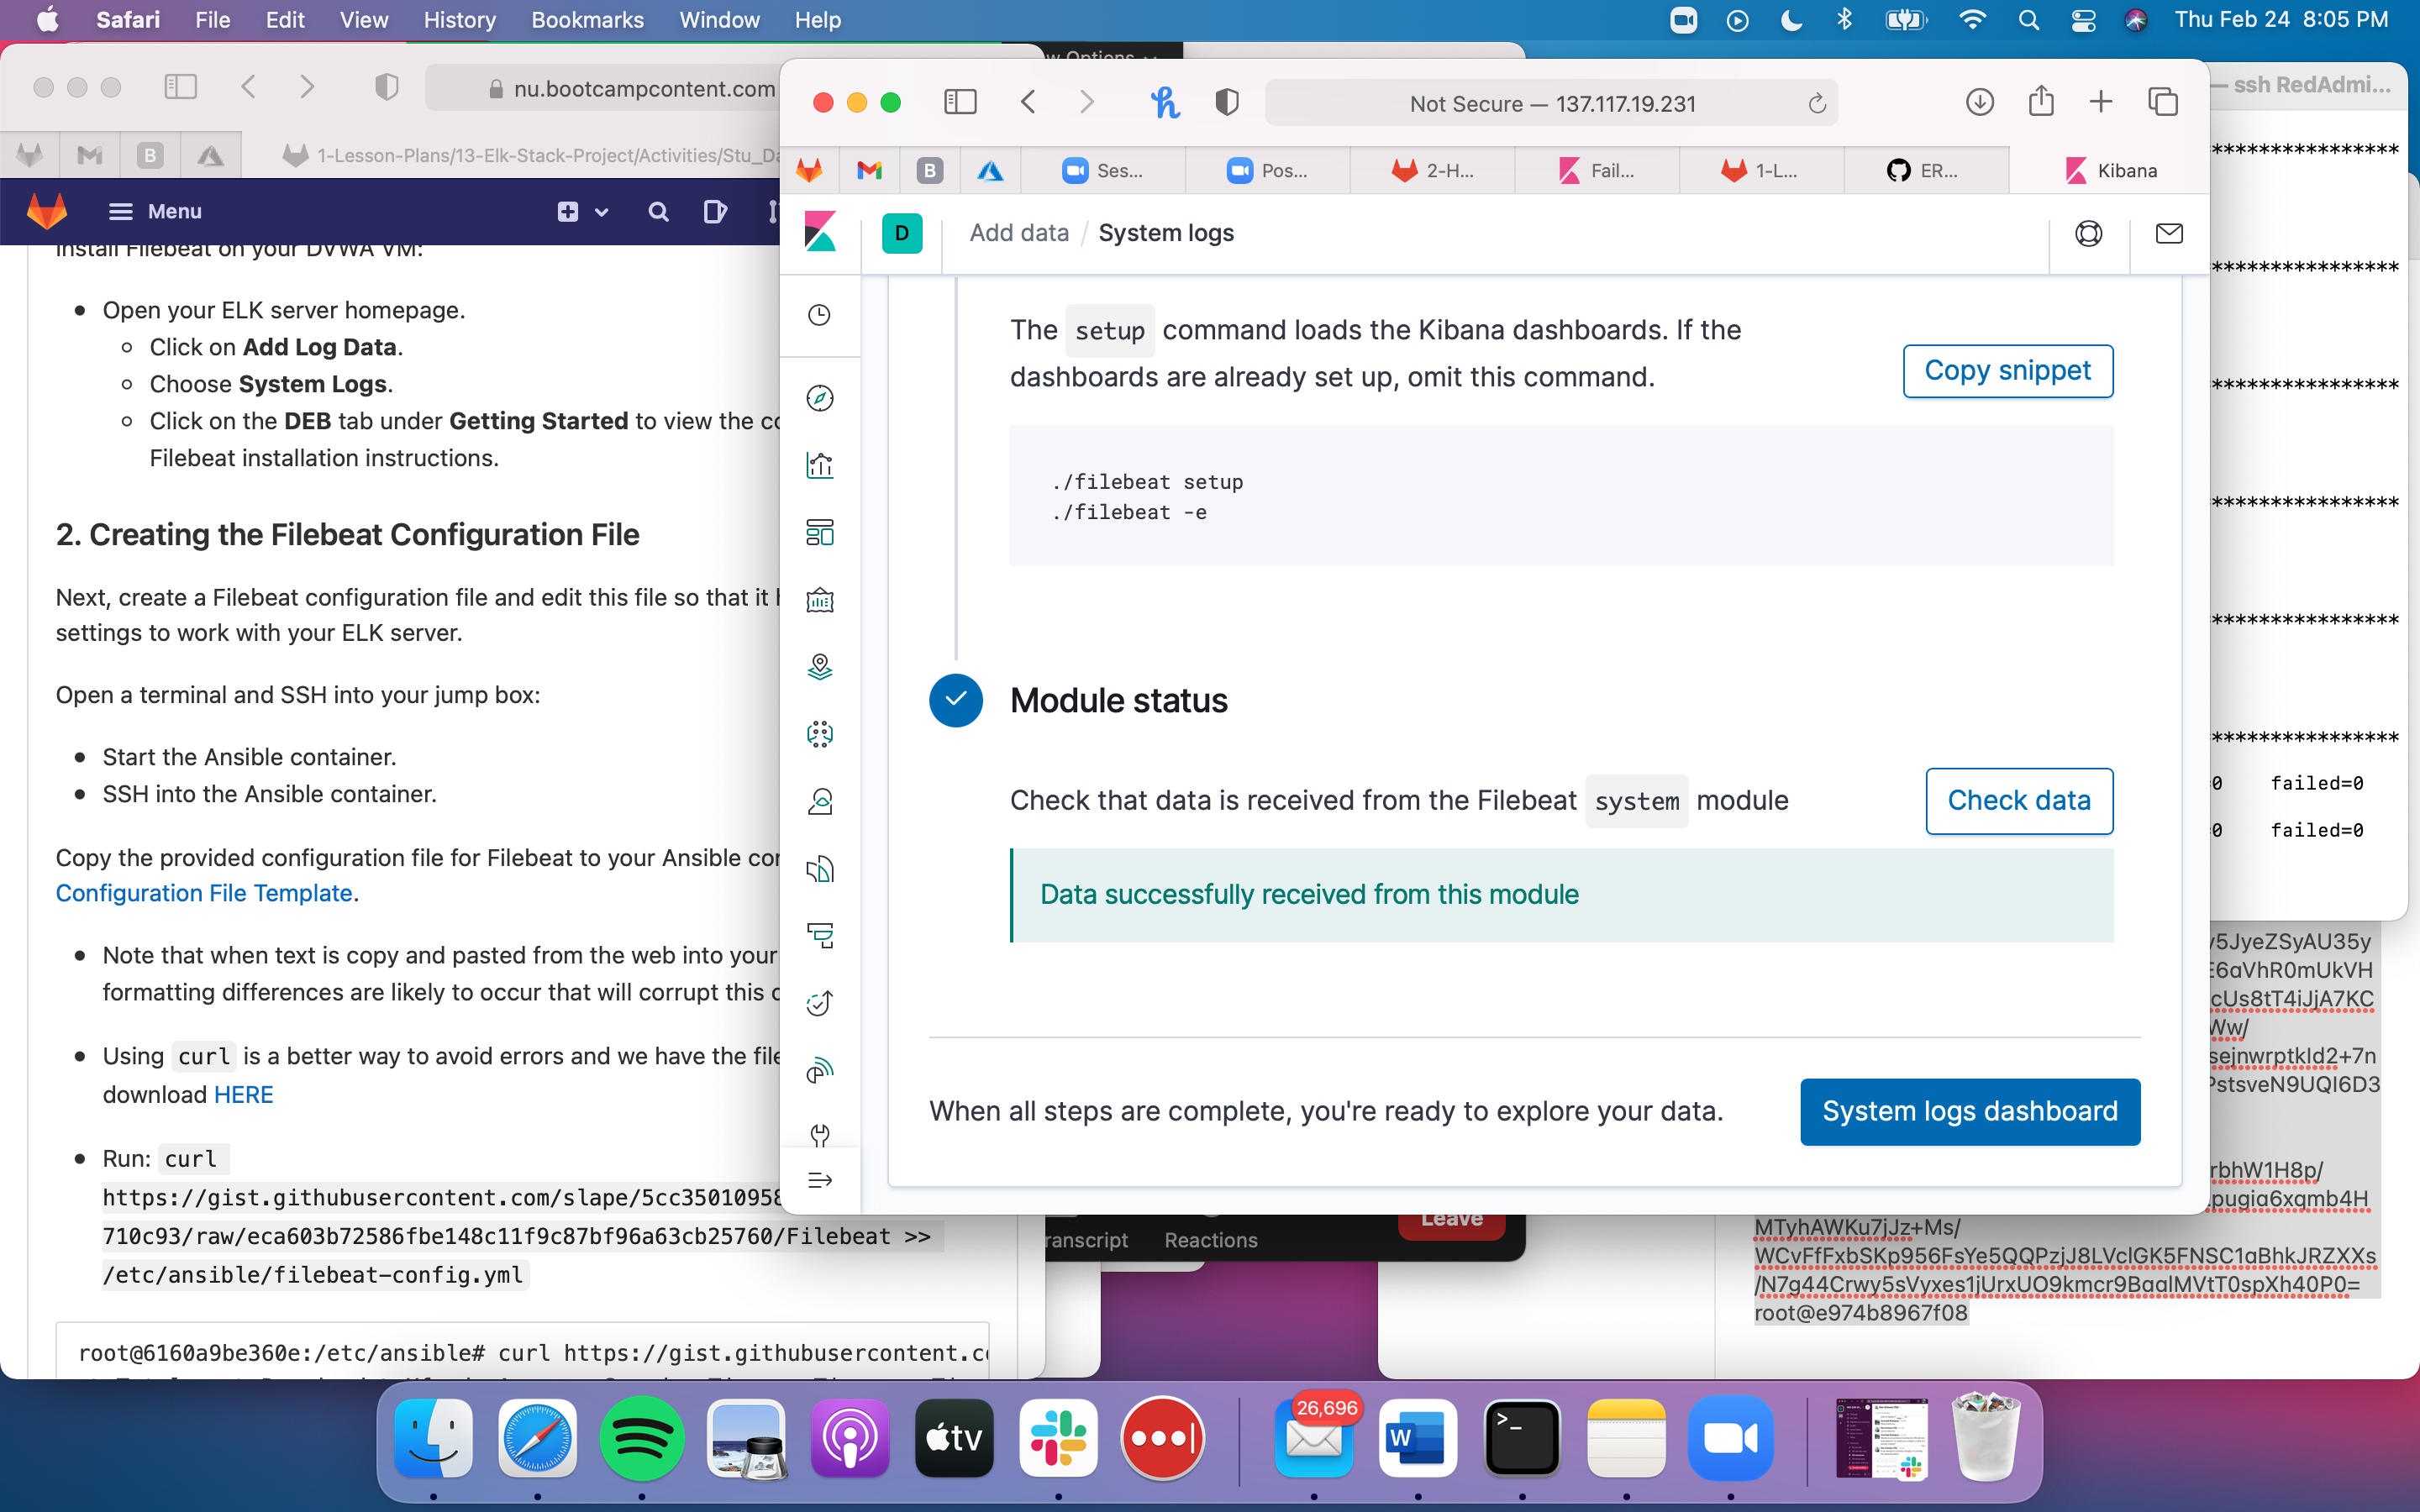 Safari File Edit View History Bookmarks Window Help
Thu Feb 24 8:05 PM
w Options
nu.bootcampcontent.com
1-Lesson-Plans/13-Elk-Stack-Project/Activities/Stu_Da
Menu
Install Filebeat on your DVWA VM:
Open your ELK server homepage.
Click on Add Log Data.
Choose System Logs.
Click on the DEB tab under Getting Started to view the co
Filebeat installation instructions.
2. Creating the Filebeat Configuration File
Next, create a Filebeat configuration file and edit this file so that it h
settings to work with your ELK server.
Open a terminal and SSH into your jump box:
Start the Ansible container.
SSH into the Ansible container.
Copy the provided configuration file for Filebeat to your Ansible con
Configuration File Template.
Note that when text is copy and pasted from the web into your
formatting differences are likely to occur that will corrupt this c
Using curl is a better way to avoid errors and we have the file
download HERE
Run: curl
https://gist.githubusercontent.com/slape/5cc35010958
710c93/raw/eca603b72586fbe148c11f9c87bf96a63cb25760/Filebeat >>
/etc/ansible/filebeat-config.yml
root@6160a9be360e:/etc/ansible# curl https://gist.githubusercontent.co
Not Secure — 137.117.19.231
B Ses... Pos... 2-H... Fail... 1-L... ER... Kibana
D Add data / System logs
The setup command loads the Kibana dashboards. If the
dashboards are already set up, omit this command.
Copy snippet
./filebeat setup
./filebeat -e
Module status
Check that data is received from the Filebeat system module
Check data
Data successfully received from this module
When all steps are complete, you're ready to explore your data.
System logs dashboard
— ssh RedAdmi...
****************
****************
****************
****************
****************
****************
=0 failed=0
=0 failed=0
v5JyeZSyAU35y
E6aVhR0mUkVH
cUs8tT4iJjA7KC
Ww/
sejnwrptkId2+7n
PstsveN9UQI6D3
rbhW1H8p/
pugia6xqmb4H
MTyhAWKu7jJz+Ms/
WCvFfFxbSKp956FsYe5QQPzjJ8LVclGK5FNSC1aBhkJRZXXs
/N7g44Crwy5sVyxes1jUrxUO9kmcr9BaalMVtT0spXh40P0=
root@e974b8967f08
ranscript Reactions Leave
tv
26,696
W